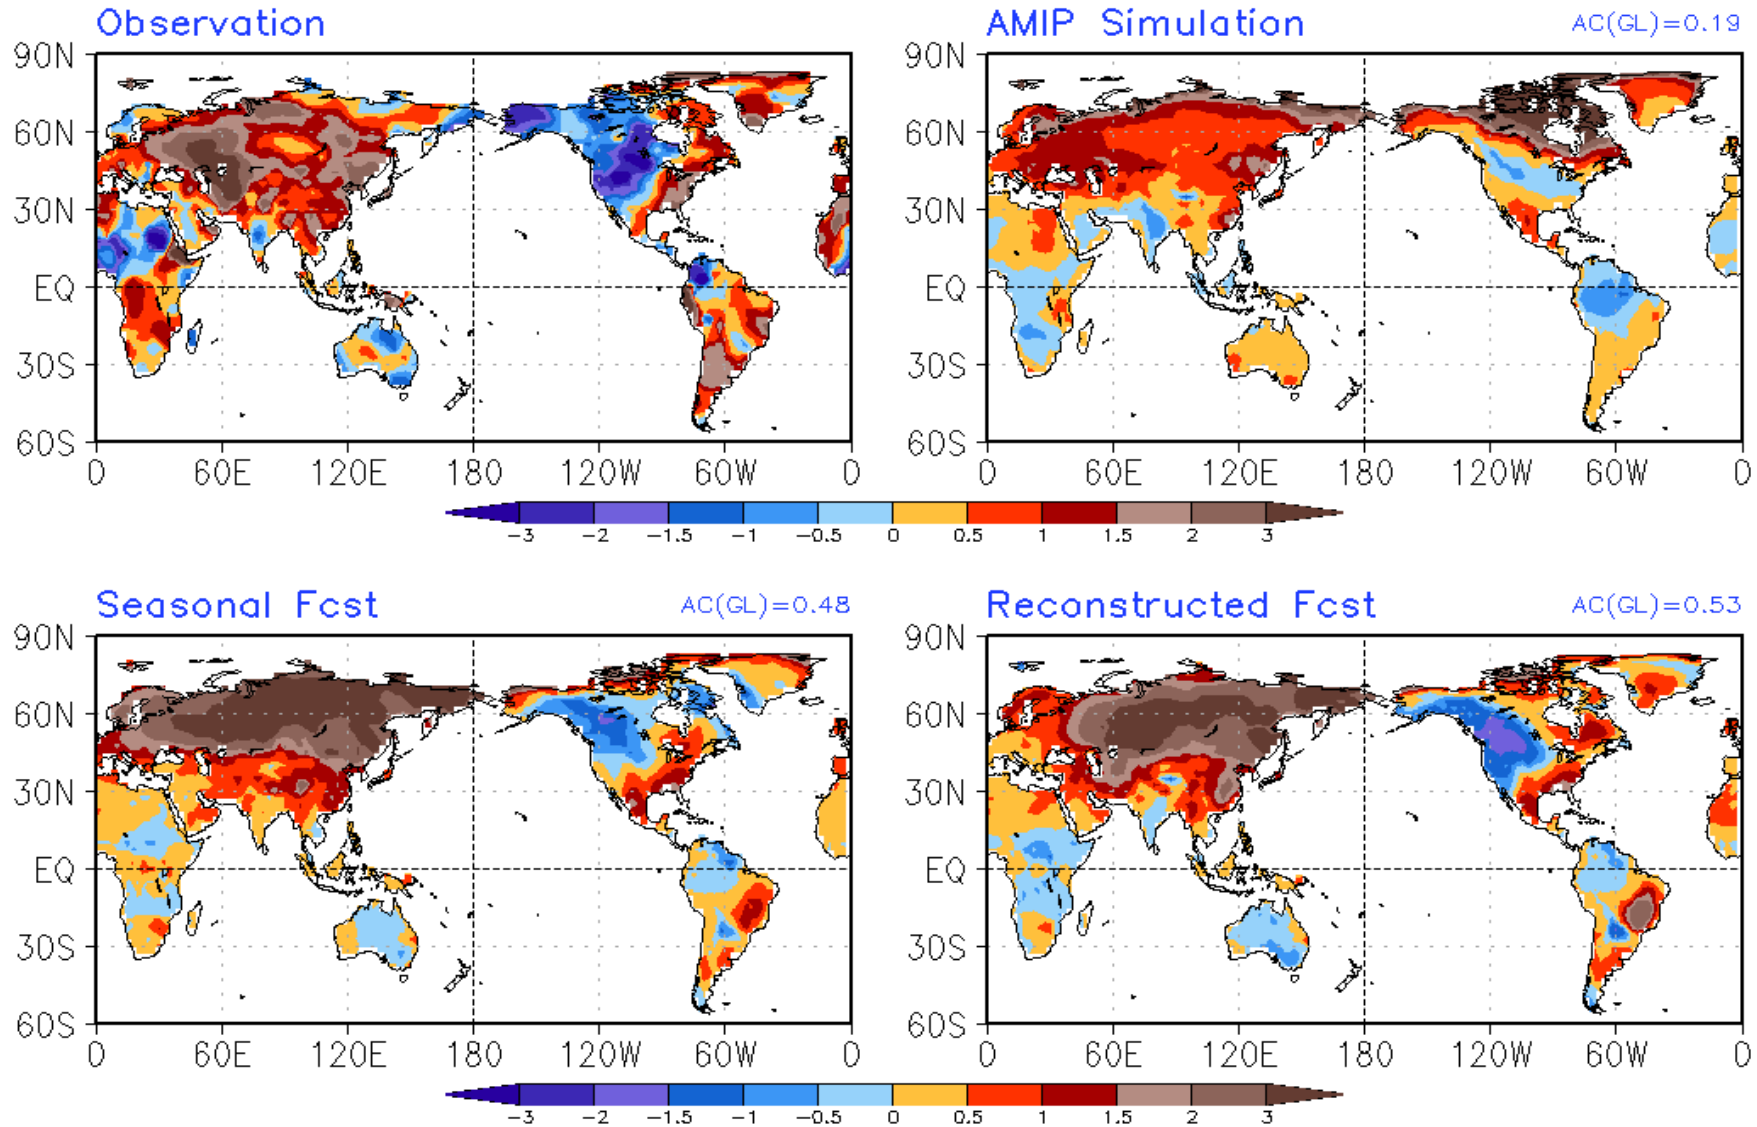 Observation
AMIP Simulation AC(GL)=0.19
90N
60N
30N
EQ
30S
60S
0 60E 120E 180 120W 60W 0
90N
60N
30N
EQ
30S
60S
0 60E 120E 180 120W 60W 0
-3 -2 -1.5 -1 -0.5 0 0.5 1 1.5 2 3
Seasonal Fcst AC(GL)=0.48
Reconstructed Fcst AC(GL)=0.53
90N
60N
30N
EQ
30S
60S
0 60E 120E 180 120W 60W 0
90N
60N
30N
EQ
30S
60S
0 60E 120E 180 120W 60W 0
-3 -2 -1.5 -1 -0.5 0 0.5 1 1.5 2 3